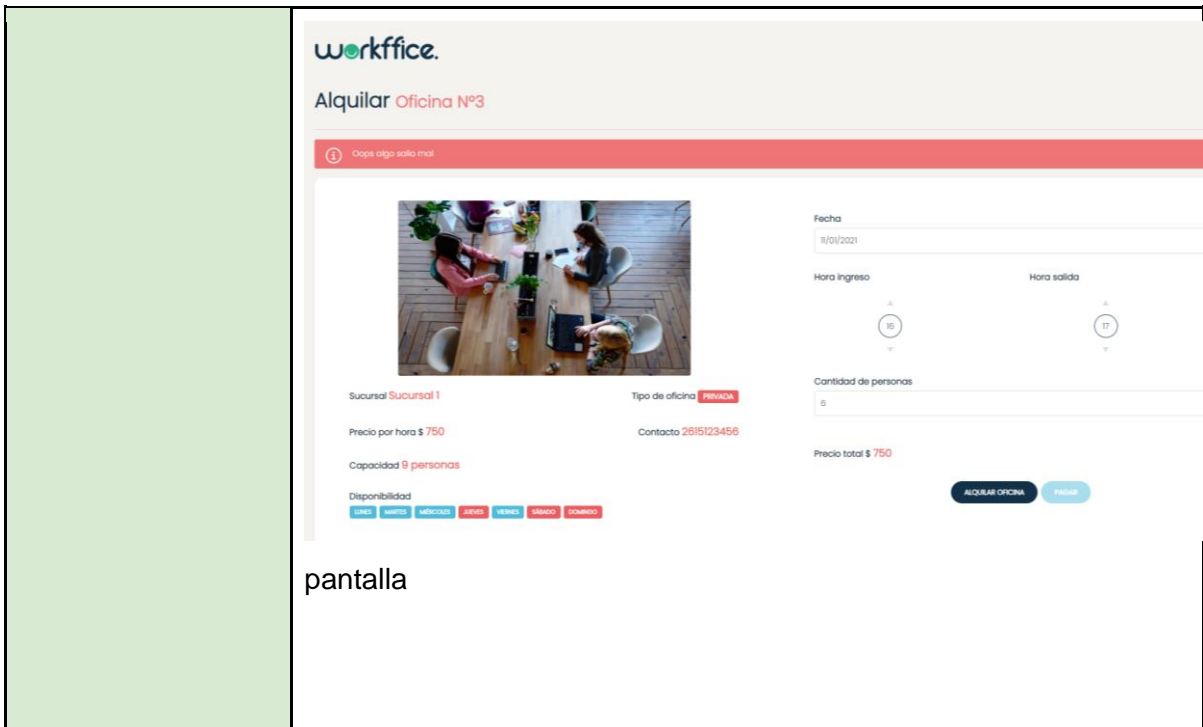 workffice.
Alquilar Oficina Nº3
Oops algo salio mal
Fecha
11/01/2021
Hora ingreso Hora salida
16 17
Cantidad de personas
6
Precio total $ 750
ALQUILAR OFICINA PAGAR
Sucursal Sucursal 1 Tipo de oficina PRIVADA
Precio por hora $ 750 Contacto 2615123456
Capacidad 9 personas
Disponibilidad
LUNES MARTES MIÉRCOLES JUEVES VIERNES SÁBADO DOMINGO
pantalla